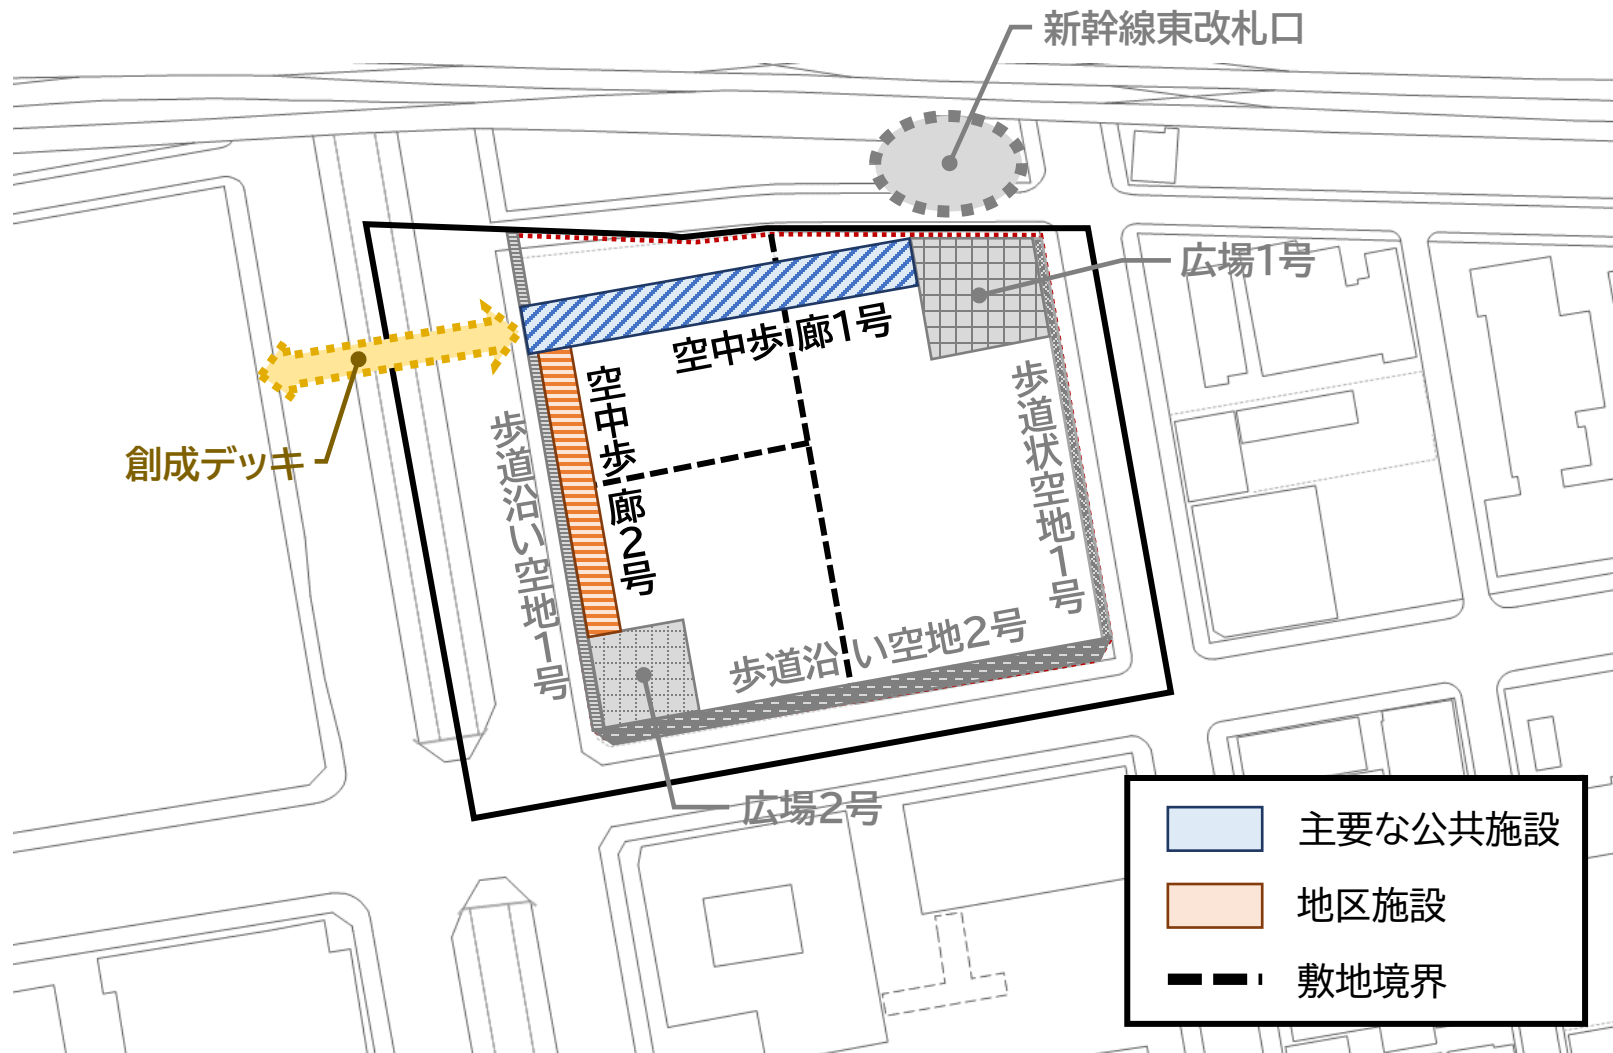 新幹線東改札口
広場1号
空中歩廊1号
空中歩廊2号
創成デッキ
歩道沿い空地1号
歩道状空地1号
歩道沿い空地2号
広場2号
主要な公共施設
地区施設
敷地境界